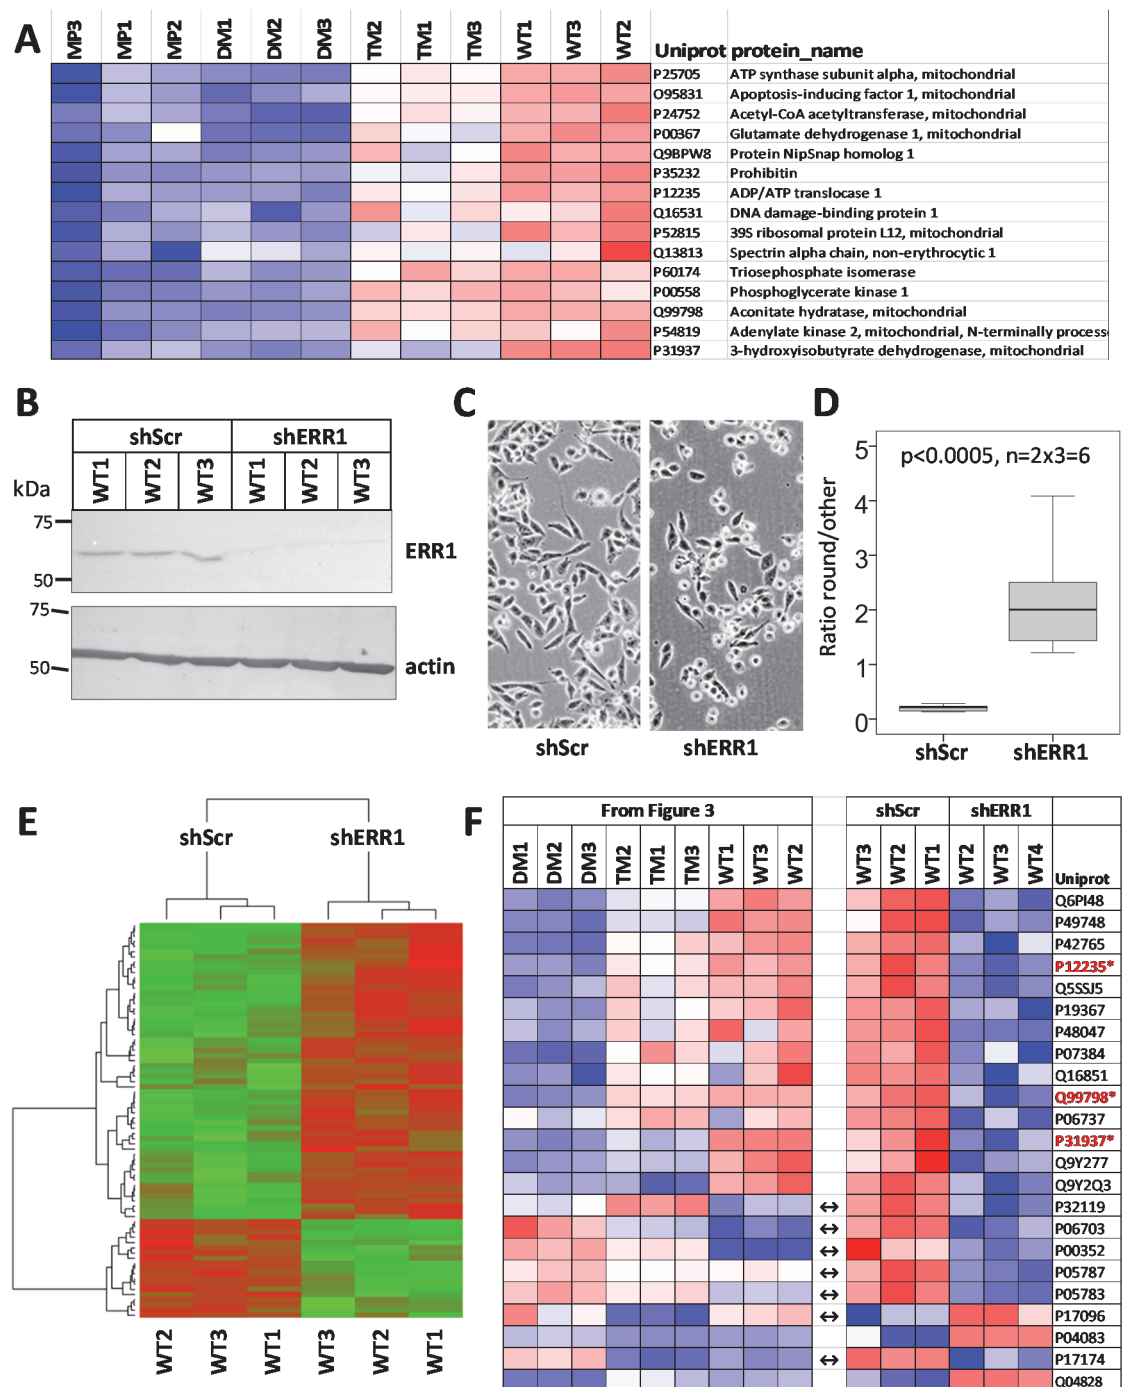 A
MP3 MP1 MP2 DM1 DM2 DM3 TM2 TM1 TM3 WT1 WT3 WT2 Uniprot protein_name
P25705 ATP synthase subunit alpha, mitochondrial
O95831 Apoptosis-inducing factor 1, mitochondrial
P24752 Acetyl-CoA acetyltransferase, mitochondrial
P00367 Glutamate dehydrogenase 1, mitochondrial
Q9BPW8 Protein NipSnap homolog 1
P35232 Prohibitin
P12235 ADP/ATP translocase 1
Q16531 DNA damage-binding protein 1
P52815 39S ribosomal protein L12, mitochondrial
Q13813 Spectrin alpha chain, non-erythrocytic 1
P60174 Triosephosphate isomerase
P00558 Phosphoglycerate kinase 1
Q99798 Aconitate hydratase, mitochondrial
P54819 Adenylate kinase 2, mitochondrial, N-terminally process
P31937 3-hydroxyisobutyrate dehydrogenase, mitochondrial
B
shScr shERR1
WT1 WT2 WT3 WT1 WT2 WT3
kDa
75
ERR1
50
75
50
actin
C
shScr shERR1
D
p<0.0005, n=2x3=6
Ratio round/other
5
4
3
2
1
0
shScr shERR1
E
shScr shERR1
WT2 WT3 WT1 WT3 WT2 WT1
F
From Figure 3 shScr shERR1
DM1 DM2 DM3 TM2 TM1 TM3 WT1 WT3 WT2 WT3 WT2 WT1 WT2 WT3 WT4 Uniprot
Q6PI48
P49748
P42765
P12235*
Q5SSJ5
P19367
P48047
P07384
Q16851
Q99798*
P06737
P31937*
Q9Y277
Q9Y2Q3
↔ P32119
↔ P06703
↔ P00352
↔ P05787
↔ P05783
↔ P17096
P04083
↔ P17174
Q04828